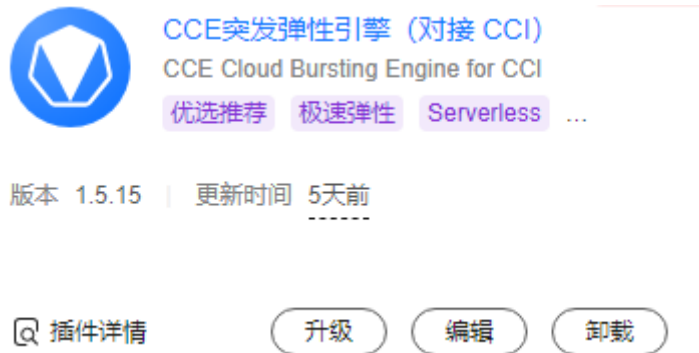 CCE突发弹性引擎（对接 CCI）
CCE Cloud Bursting Engine for CCI
优选推荐 极速弹性 Serverless ...
版本 1.5.15 更新时间 5天前
插件详情 升级 编辑 卸载